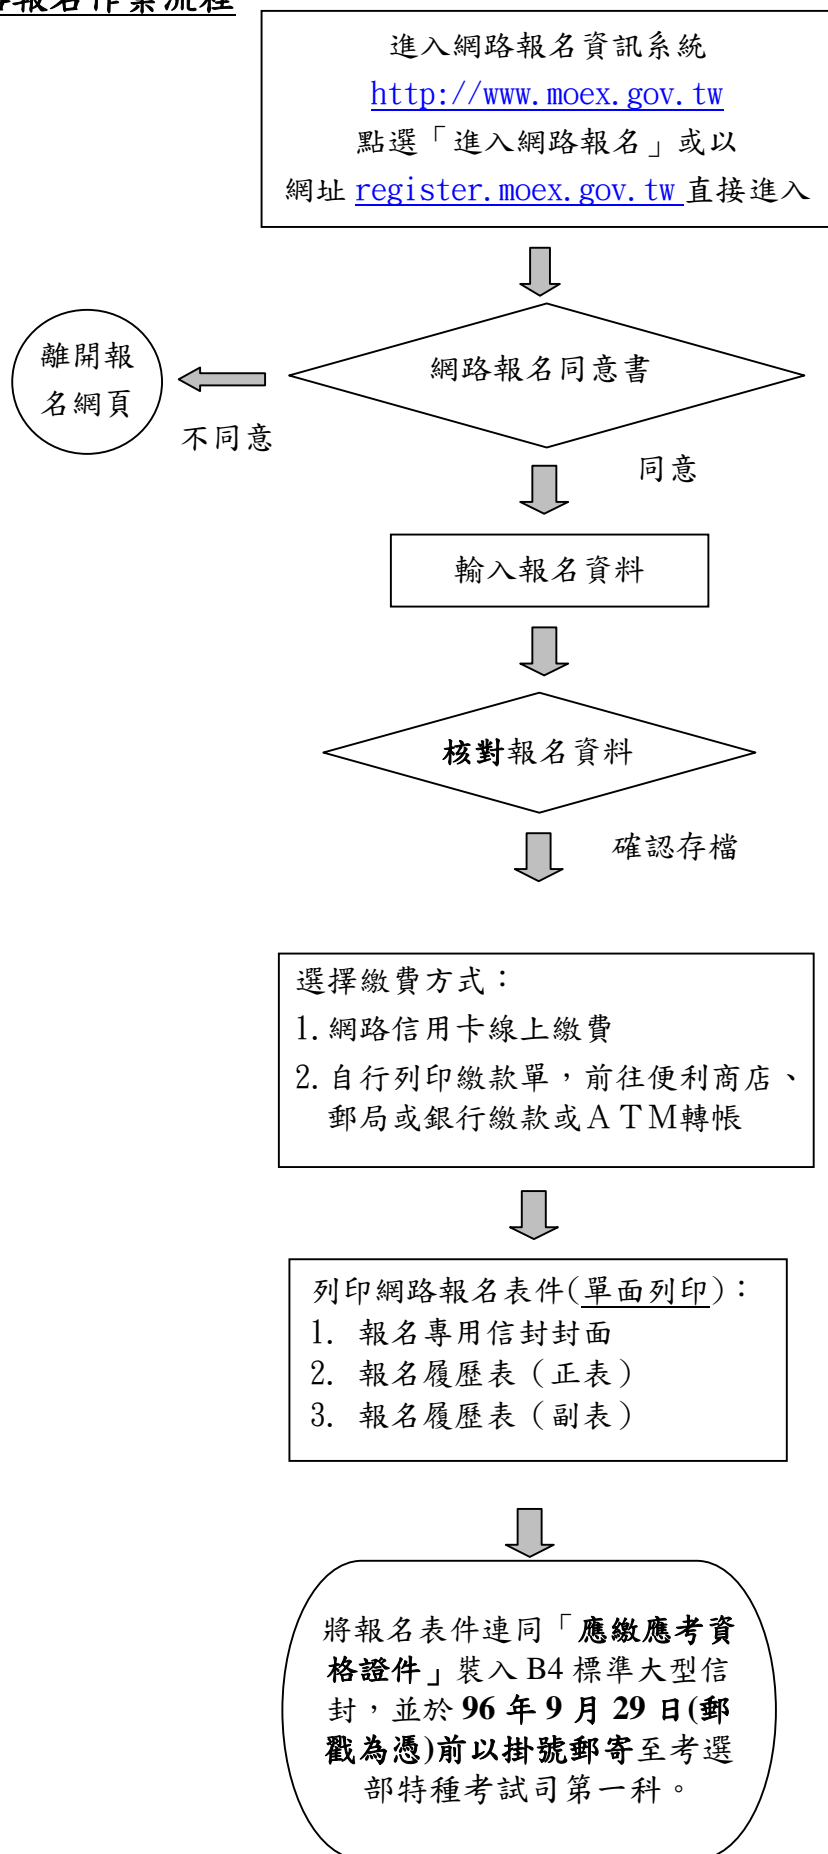 報名作業流程
進入網路報名資訊系統
http://www.moex.gov.tw
點選「進入網路報名」或以
網址 register.moex.gov.tw 直接進入
離開報
名網頁
網路報名同意書
不同意
同意
輸入報名資料
核對報名資料
確認存檔
選擇繳費方式：
1.網路信用卡線上繳費
2.自行列印繳款單，前往便利商店、
郵局或銀行繳款或ＡＴＭ轉帳
列印網路報名表件(單面列印)：
1. 報名專用信封封面
2. 報名履歷表（正表）
3. 報名履歷表（副表）
將報名表件連同「應繳應考資
格證件」裝入 B4 標準大型信
封，並於 96 年 9 月 29 日(郵
戳為憑)前以掛號郵寄至考選
部特種考試司第一科。